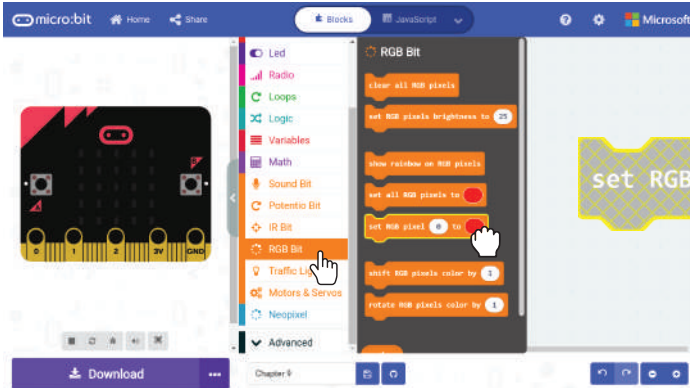 micro:bit Home Share Blocks JavaScript Microsoft
Led
Radio
Loops
Logic
Variables
Math
Sound Bit
Potentio Bit
IR Bit
RGB Bit
Traffic Li
Motors & Servos
Neopixel
Advanced
RGB Bit
clear all RGB pixels
set RGB pixels brightness to 25
show rainbow on RGB pixels
set all RGB pixels to
set RGB pixel 0 to
shift RGB pixels color by 1
rotate RGB pixels color by 1
set RGB
B
A
0 1 2 3V GND
Download
Chapter 9